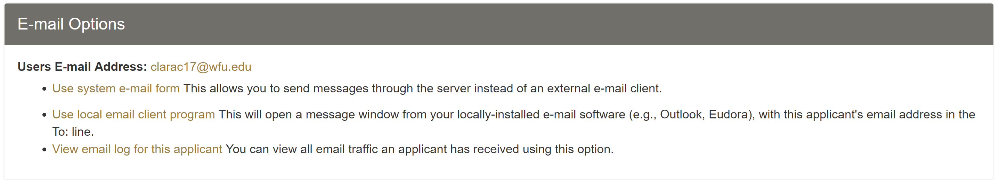 E-mail Options
Users E-mail Address: clarac17@wfu.edu
• Use system e-mail form This allows you to send messages through the server instead of an external e-mail client.
• Use local email client program This will open a message window from your locally-installed e-mail software (e.g., Outlook, Eudora), with this applicant's email address in the
To: line.
• View email log for this applicant You can view all email traffic an applicant has received using this option.